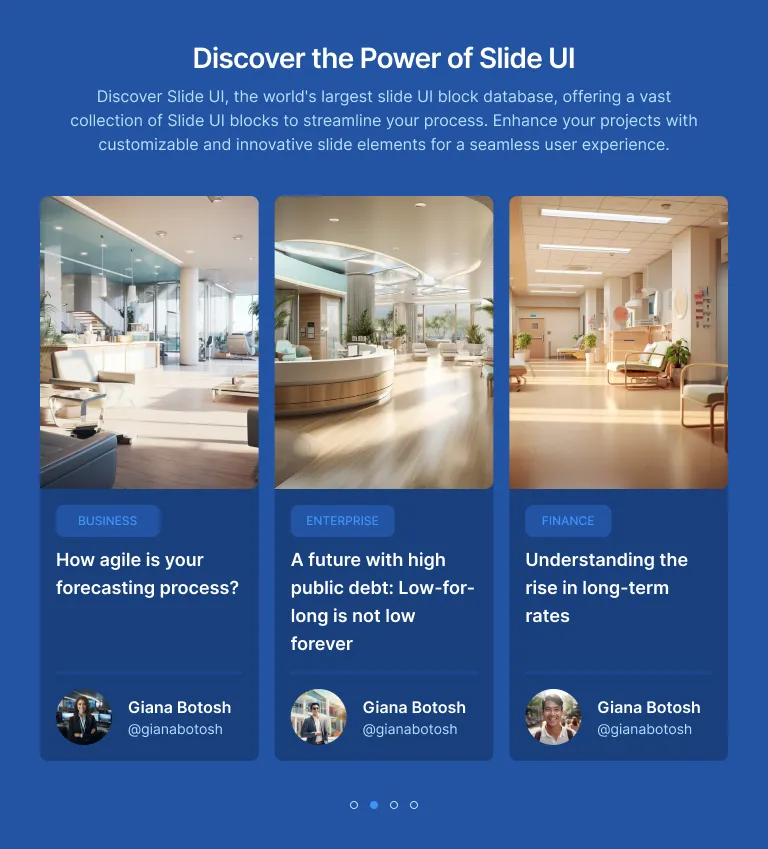 Discover the Power of Slide UI
Discover Slide UI, the world's largest slide UI block database, offering a vast
collection of Slide UI blocks to streamline your process. Enhance your projects with
customizable and innovative slide elements for a seamless user experience.
BUSINESS
How agile is your
forecasting process?
Giana Botosh
@gianabotosh
ENTERPRISE
A future with high
public debt: Low-for-
long is not low
forever
Giana Botosh
@gianabotosh
FINANCE
Understanding the
rise in long-term
rates
Giana Botosh
@gianabotosh